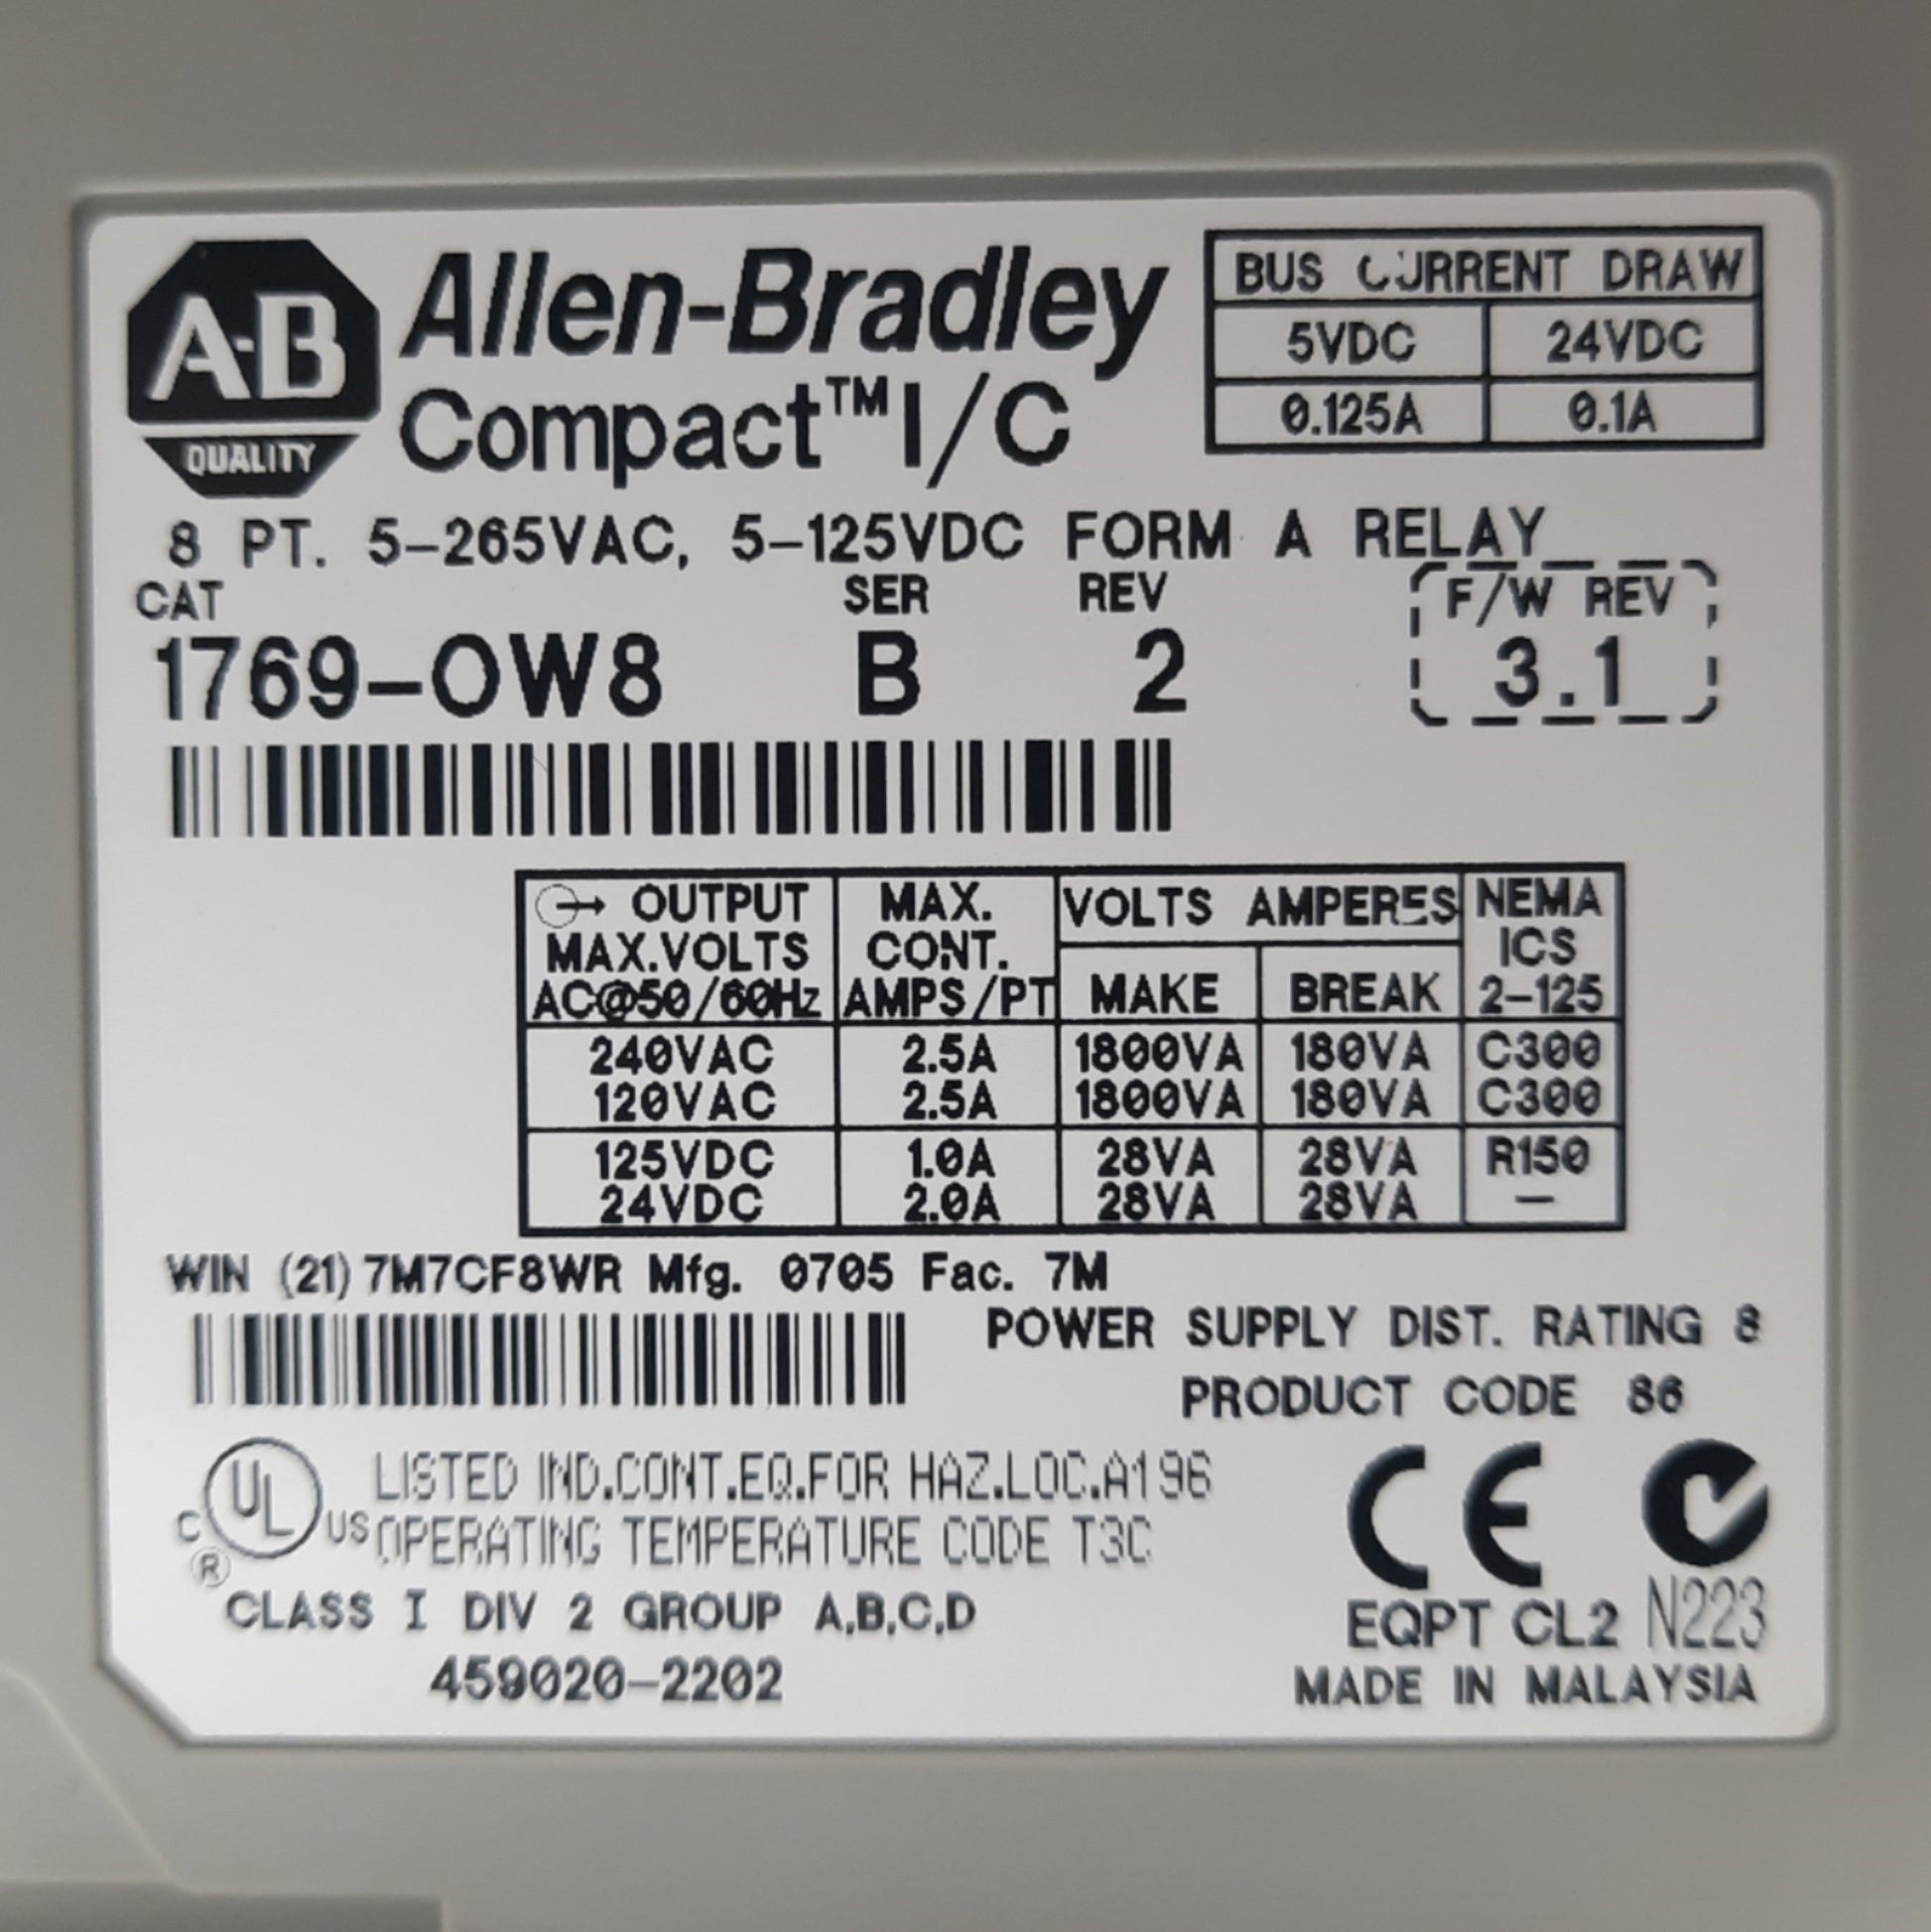 A-B
QUALITY
Allen-Bradley
Compact™ I/O
BUS CURRENT DRAW
5VDC 24VDC
0.125A 0.1A
8 PT. 5-265VAC, 5-125VDC FORM A RELAY
CAT SER REV F/W REV
1769-OW8 B 2 3.1
OUTPUT
MAX.VOLTS
AC@50/60Hz
MAX.
CONT.
AMPS/PT
VOLTS AMPERES
MAKE BREAK
NEMA
ICS
2-125
240VAC 2.5A 1800VA 180VA C300
120VAC 2.5A 1800VA 180VA C300
125VDC 1.0A 28VA 28VA R150
24VDC 2.0A 28VA 28VA –
WIN (21) 7M7CF8WR Mfg. 0705 Fac. 7M
POWER SUPPLY DIST. RATING 8
PRODUCT CODE 86
C UL US ®
LISTED IND.CONT.EQ.FOR HAZ.LOC.A196
OPERATING TEMPERATURE CODE T3C
CLASS I DIV 2 GROUP A,B,C,D
459020-2202
CE
EQPT CL2 N223
MADE IN MALAYSIA